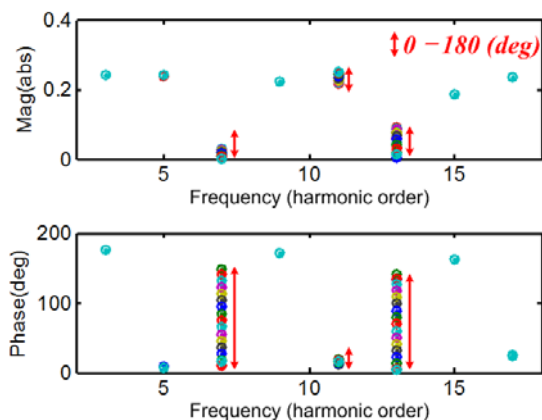 0.4
0.2
0
Mag(abs)
0 −180 (deg)
5
10
15
Frequency (harmonic order)
200
100
0
Phase(deg)
5
10
15
Frequency (harmonic order)